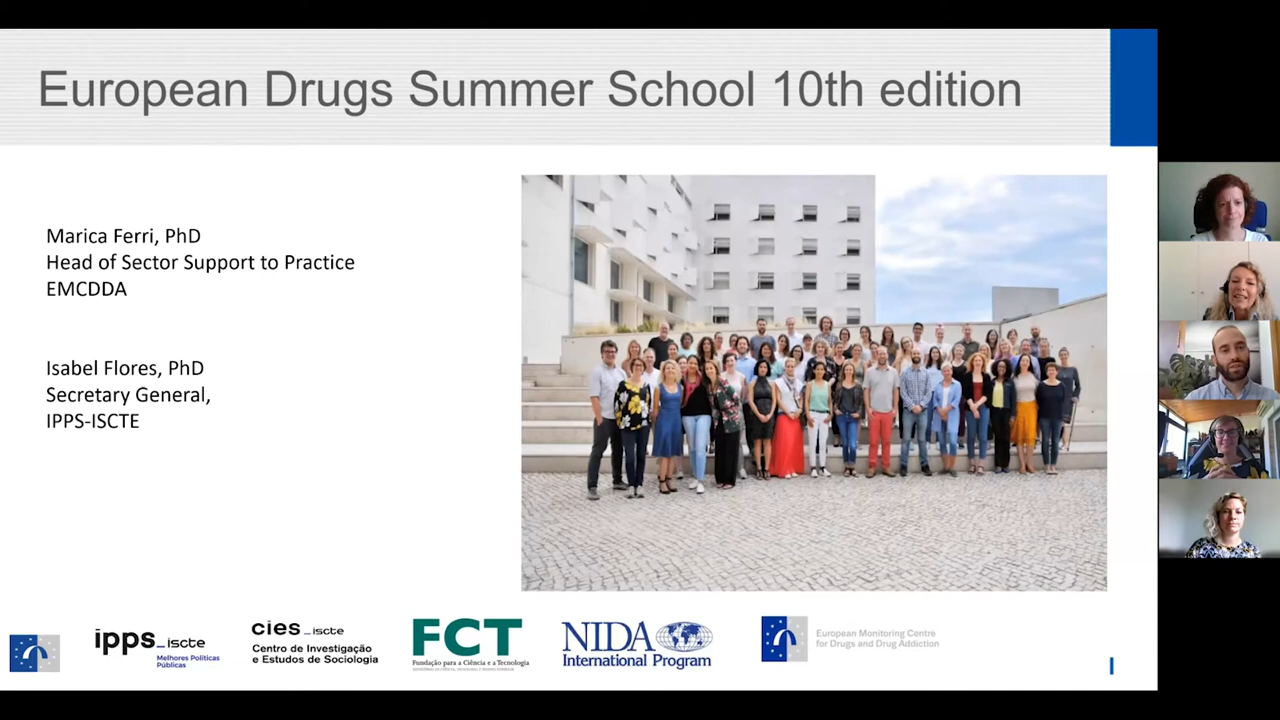 European Drugs Summer School 10th edition
Marica Ferri, PhD
Head of Sector Support to Practice
EMCDDA
Isabel Flores, PhD
Secretary General,
IPPS-ISCTE
ipps_iscte
Melhores Políticas
Públicas
cies_iscte
Centro de Investigação
e Estudos de Sociologia
FCT
Fundação para a Ciência e a Tecnologia
NIDA
International Program
European Monitoring Centre
for Drugs and Drug Addiction